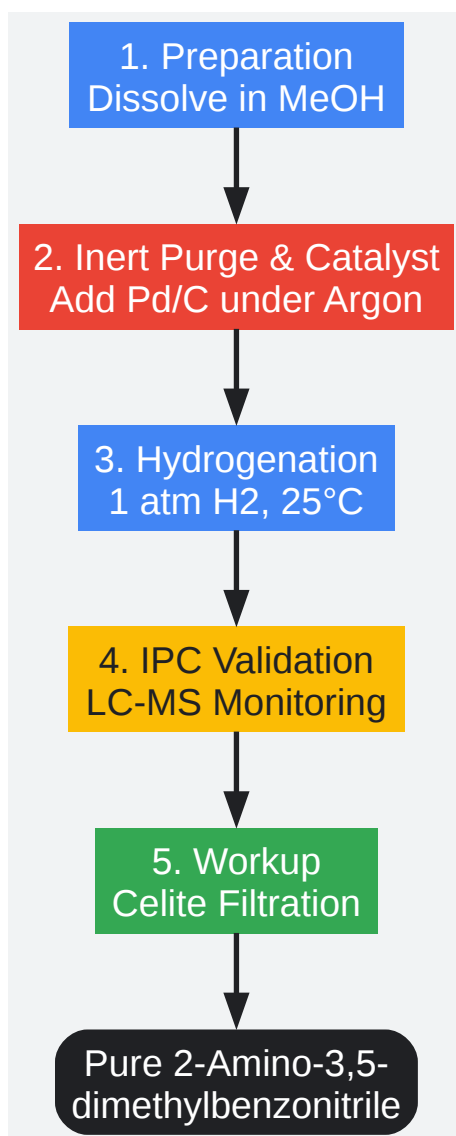 1. Preparation
Dissolve in MeOH
2. Inert Purge & Catalyst
Add Pd/C under Argon
3. Hydrogenation
1 atm H2, 25°C
4. IPC Validation
LC-MS Monitoring
5. Workup
Celite Filtration
Pure 2-Amino-3,5-
dimethylbenzonitrile